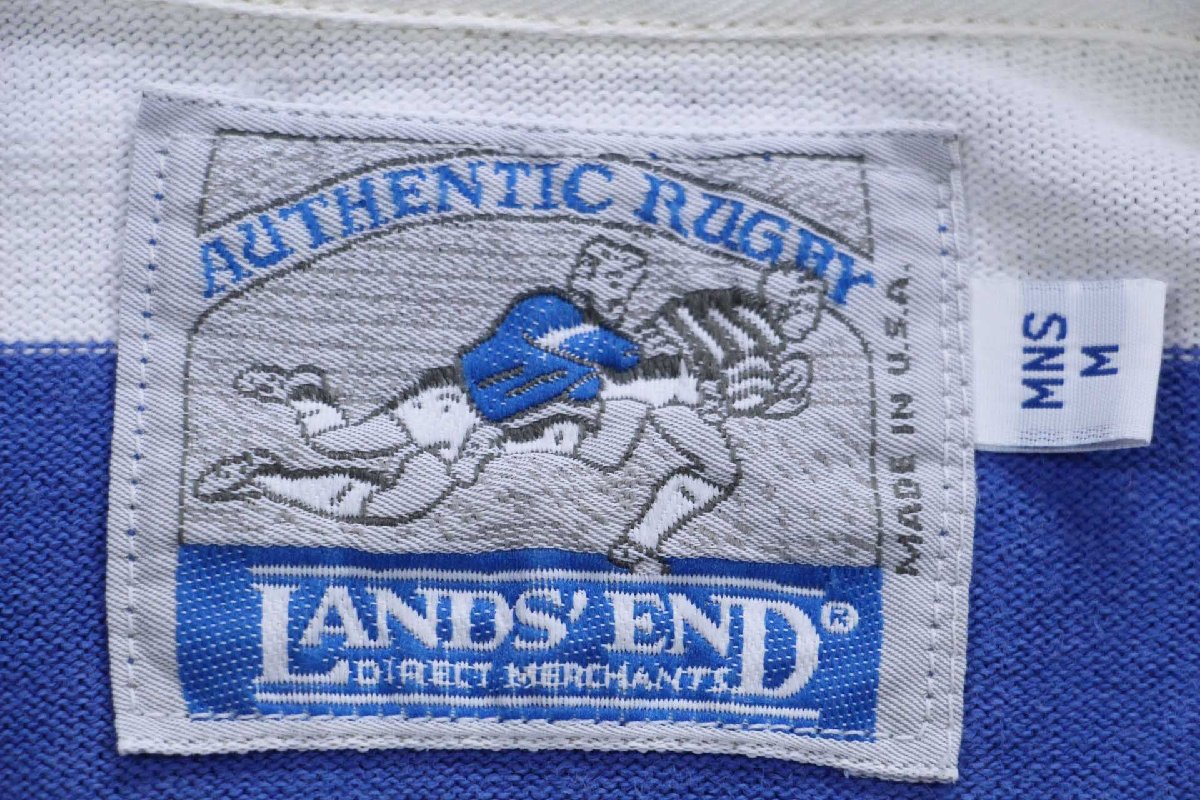 AUTHENTIC RUGBY
MADE IN U.S.A
MNS
M
LANDS' END®
DIRECT MERCHANTS